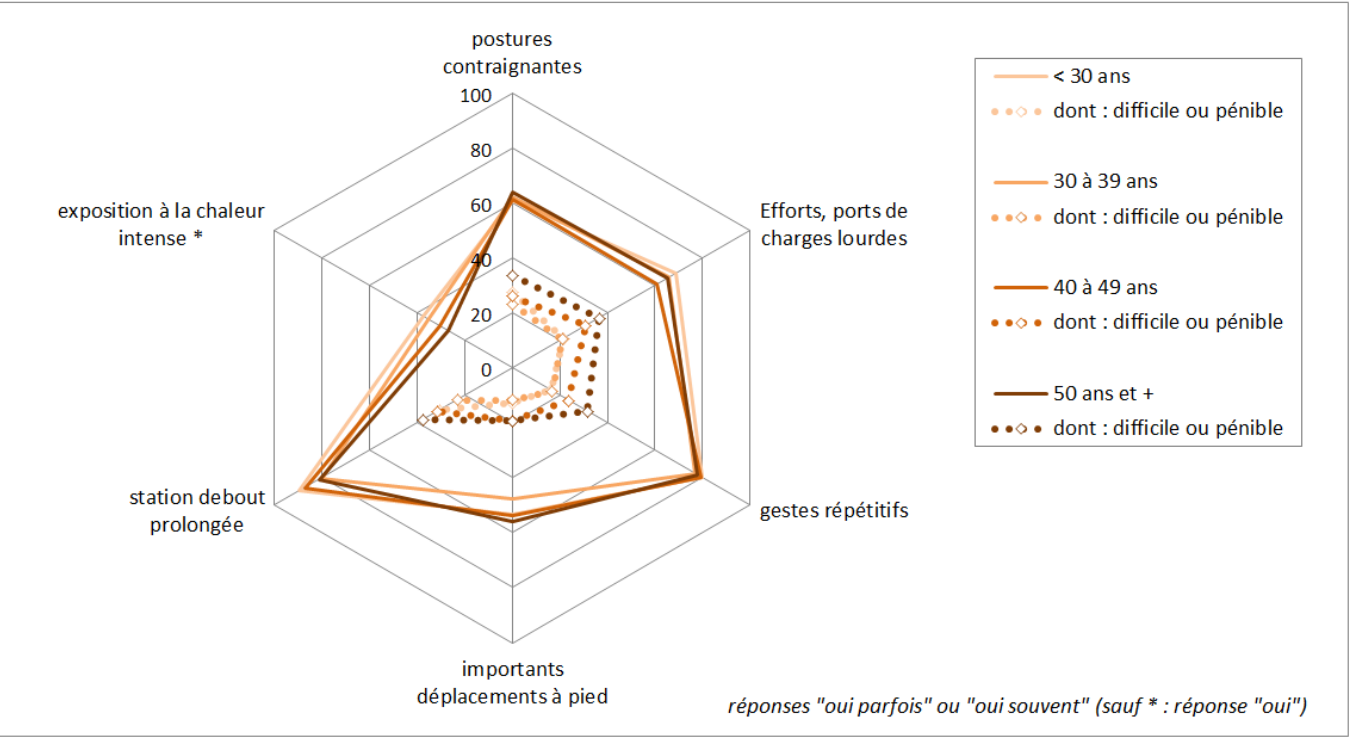 postures
contraignantes
100
80
60
40
20
0
exposition à la chaleur
intense *
Efforts, ports de
charges lourdes
station debout
prolongée
gestes répétitifs
importants
déplacements à pied
< 30 ans
dont : difficile ou pénible
30 à 39 ans
dont : difficile ou pénible
40 à 49 ans
dont : difficile ou pénible
50 ans et +
dont : difficile ou pénible
réponses "oui parfois" ou "oui souvent" (sauf * : réponse "oui")